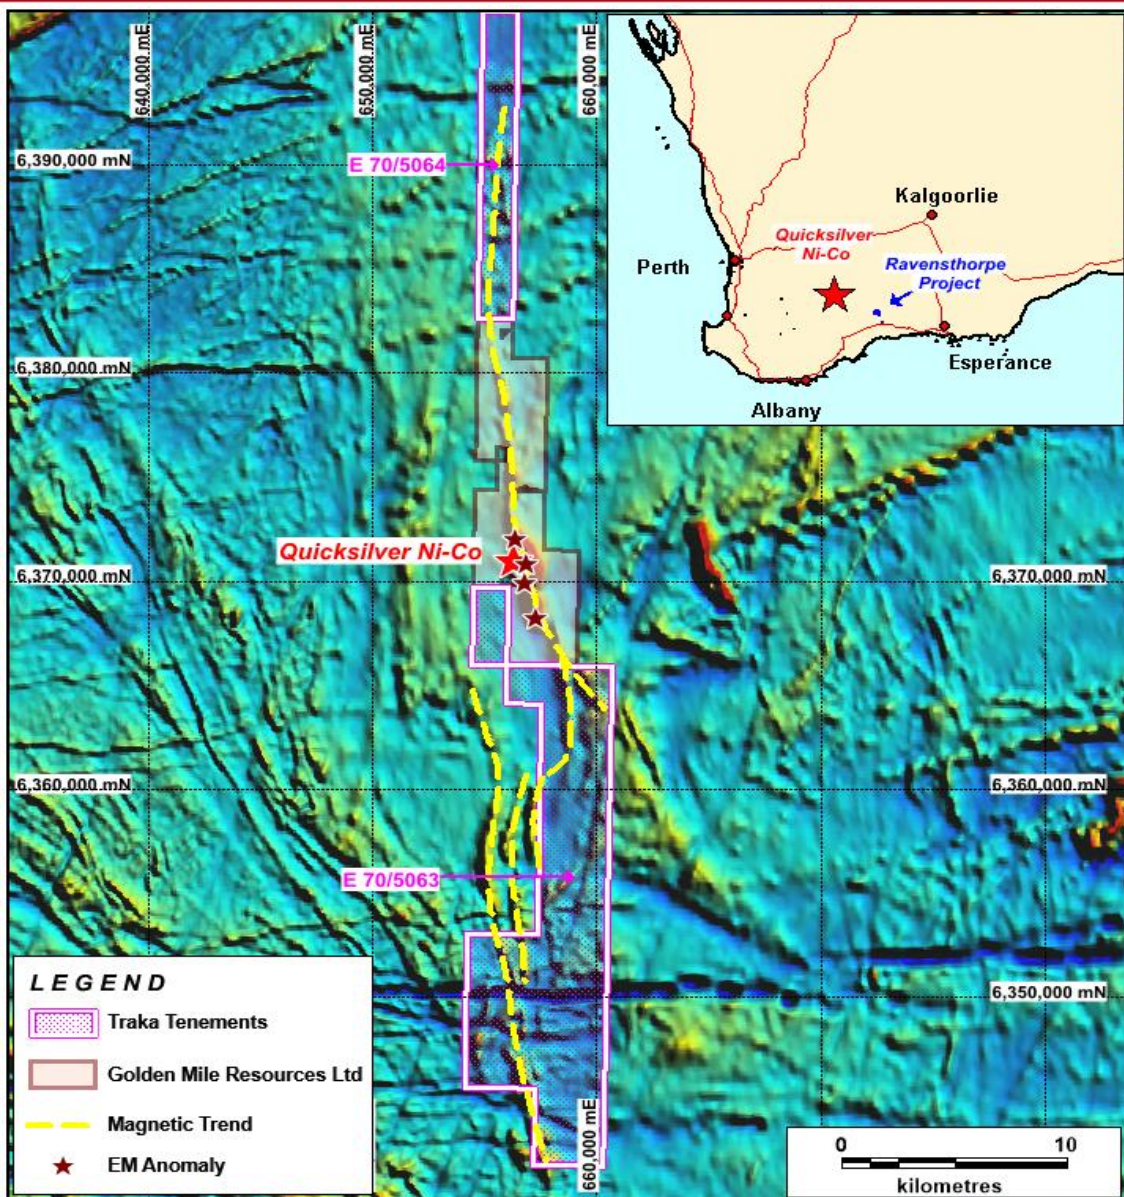 640,000 mE
650,000 mE
660,000 mE
6,390,000 mN
E 70/5064
Kalgoorlie
Quicksilver
Ni-Co
Perth
Ravensthorpe
Project
Esperance
Albany
6,380,000 mN
Quicksilver Ni-Co
6,370,000 mN
6,370,000 mN
6,360,000 mN
6,360,000 mN
E 70/5063
6,350,000 mN
LEGEND
Traka Tenements
Golden Mile Resources Ltd
Magnetic Trend
EM Anomaly
660,000 mE
0 10
kilometres